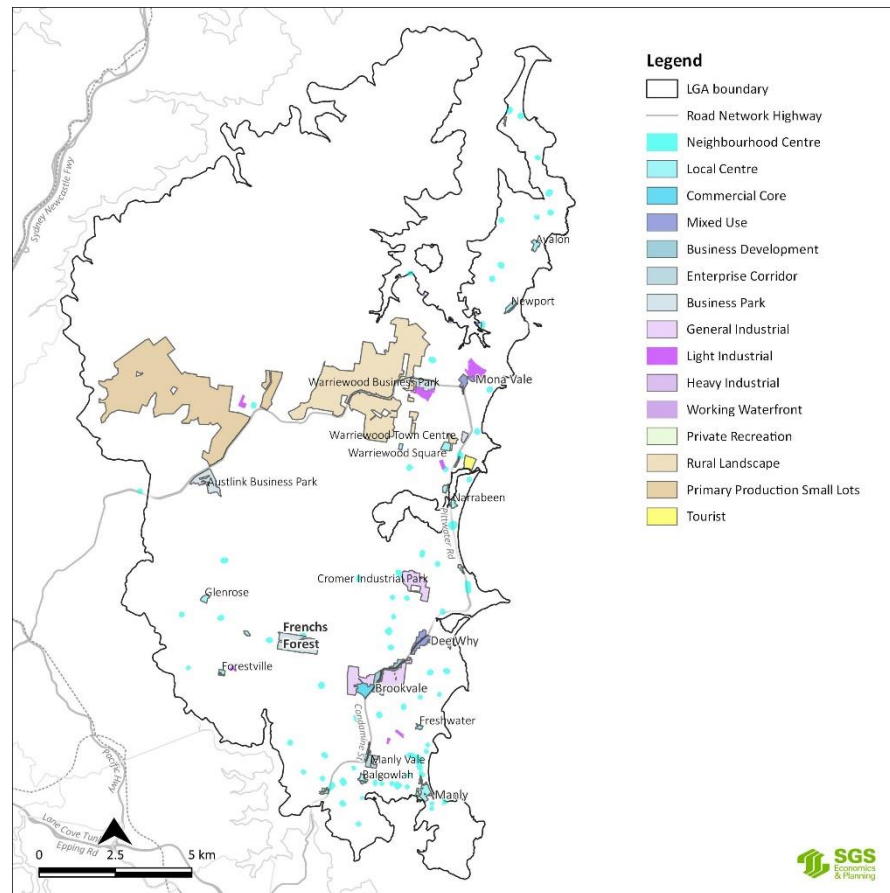 Sydney Newcastle Fwy
Avalon
Newport
Warriewood Business Park
Mona Vale
Warriewood Town Centre
Warriewood Square
Austlink Business Park
Narrabeen
Pittwater Rd
Cromer Industrial Park
Glenrose
Frenchs
Forest
DeeWhy
Forestville
Brookvale
Condamine St
Freshwater
Manly Vale
Balgowlah
Manly
Pacific Hwy
Lane Cove Tun
Epping Rd
0 2.5 5 km
Legend
LGA boundary
Road Network Highway
Neighbourhood Centre
Local Centre
Commercial Core
Mixed Use
Business Development
Enterprise Corridor
Business Park
General Industrial
Light Industrial
Heavy Industrial
Working Waterfront
Private Recreation
Rural Landscape
Primary Production Small Lots
Tourist
SGS
Economics
& Planning